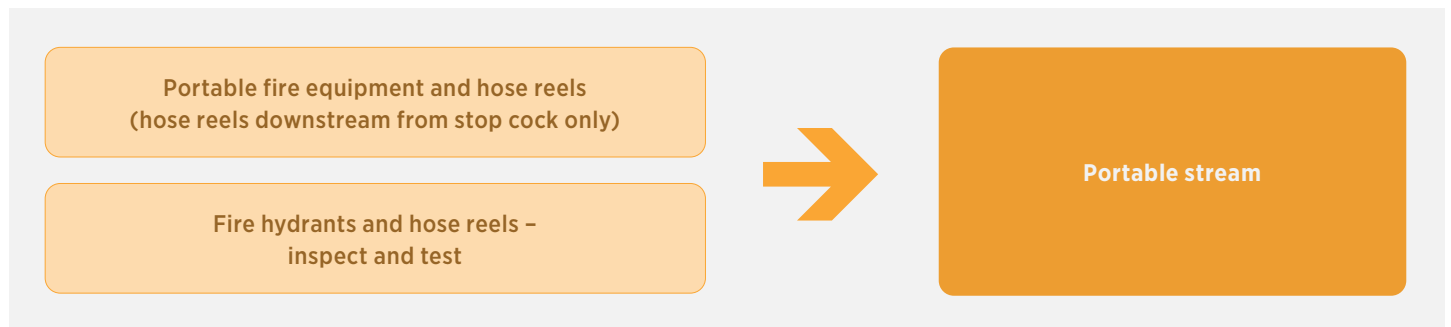 Portable fire equipment and hose reels
(hose reels downstream from stop cock only)
Fire hydrants and hose reels –
inspect and test
Portable stream